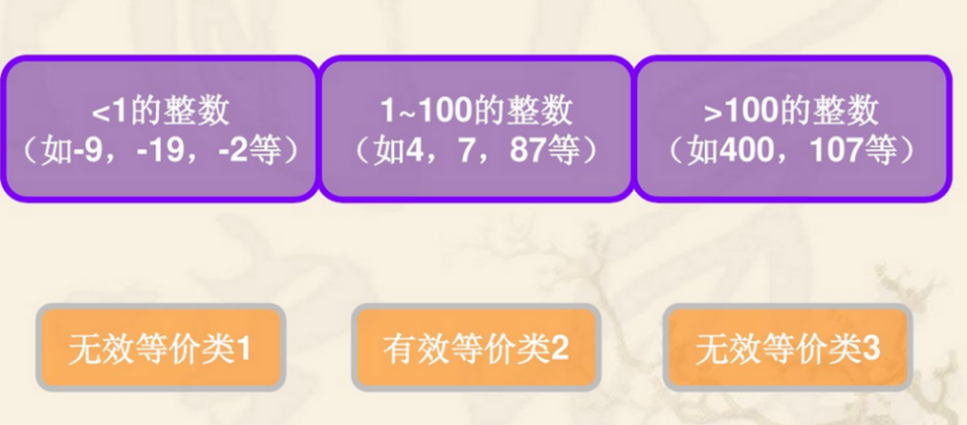 <1的整数
（如-9，-19，-2等）
1~100的整数
（如4，7，87等）
>100的整数
（如400，107等）
无效等价类1
有效等价类2
无效等价类3